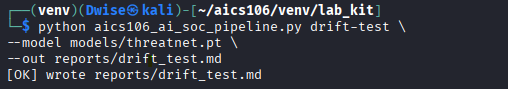 ┌──(venv)(Dwise㉿kali)-[~/aics106/venv/lab_kit]
└─$ python aics106_ai_soc_pipeline.py drift-test \
--model models/threatnet.pt \
--out reports/drift_test.md
[OK] wrote reports/drift_test.md